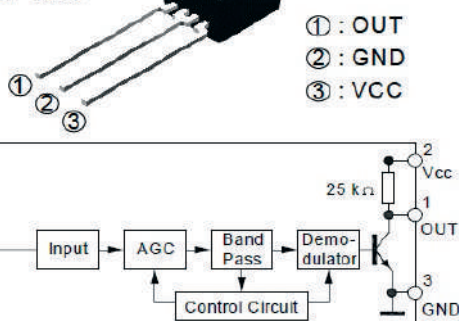 ① : OUT
② : GND
③ : VCC
①
②
③
2
Vcc
25 kΩ
1
OUT
Input
AGC
Band
Pass
Demo-
dulator
Control Circuit
3
GND